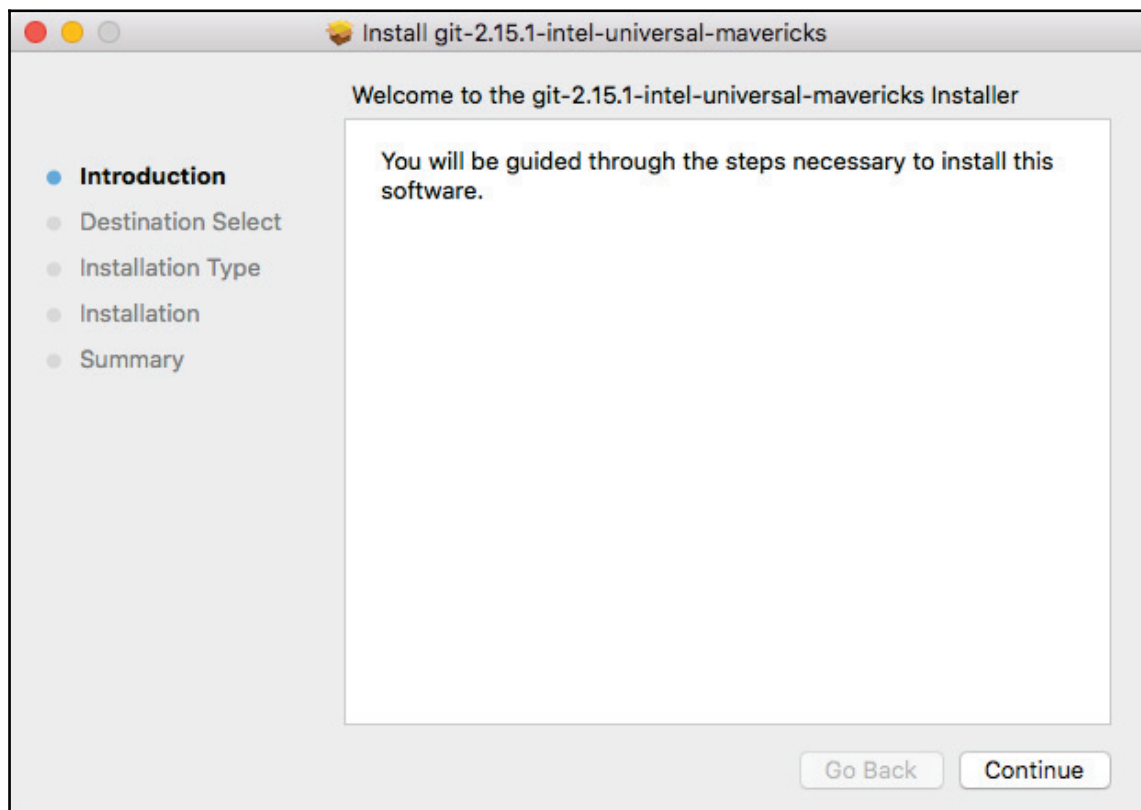 Install git-2.15.1-intel-universal-mavericks
Welcome to the git-2.15.1-intel-universal-mavericks Installer
Introduction
Destination Select
Installation Type
Installation
Summary
You will be guided through the steps necessary to install this
software.
Go Back
Continue